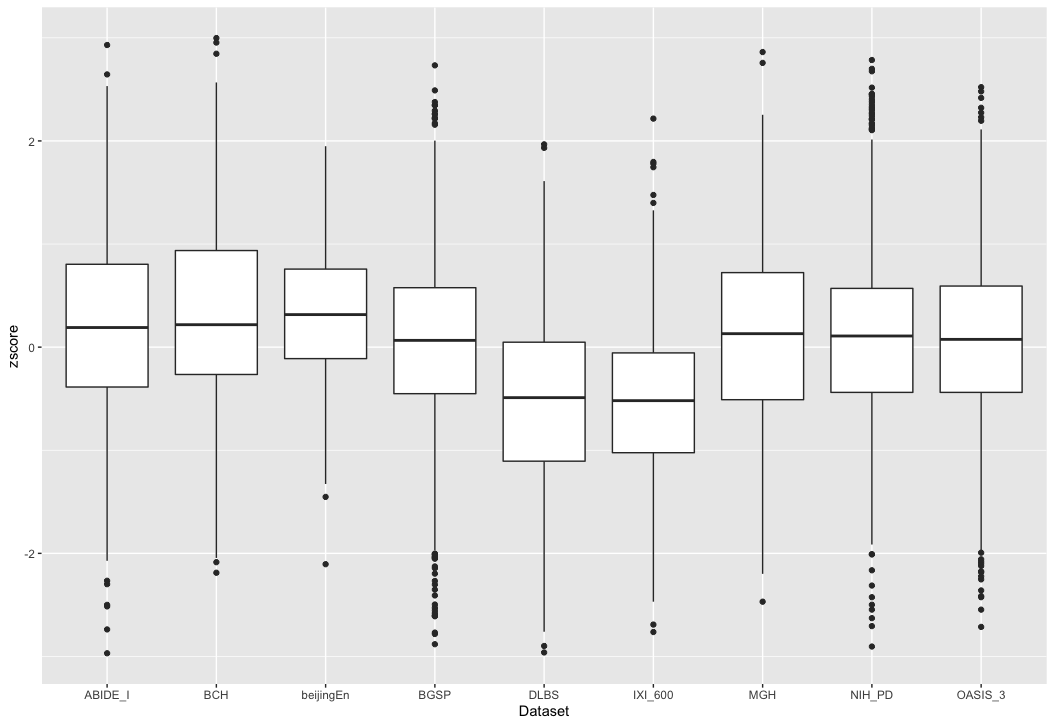 zscore
2
0
-2
ABIDE_I BCH beijingEn BGSP DLBS IXI_600 MGH NIH_PD OASIS_3
Dataset